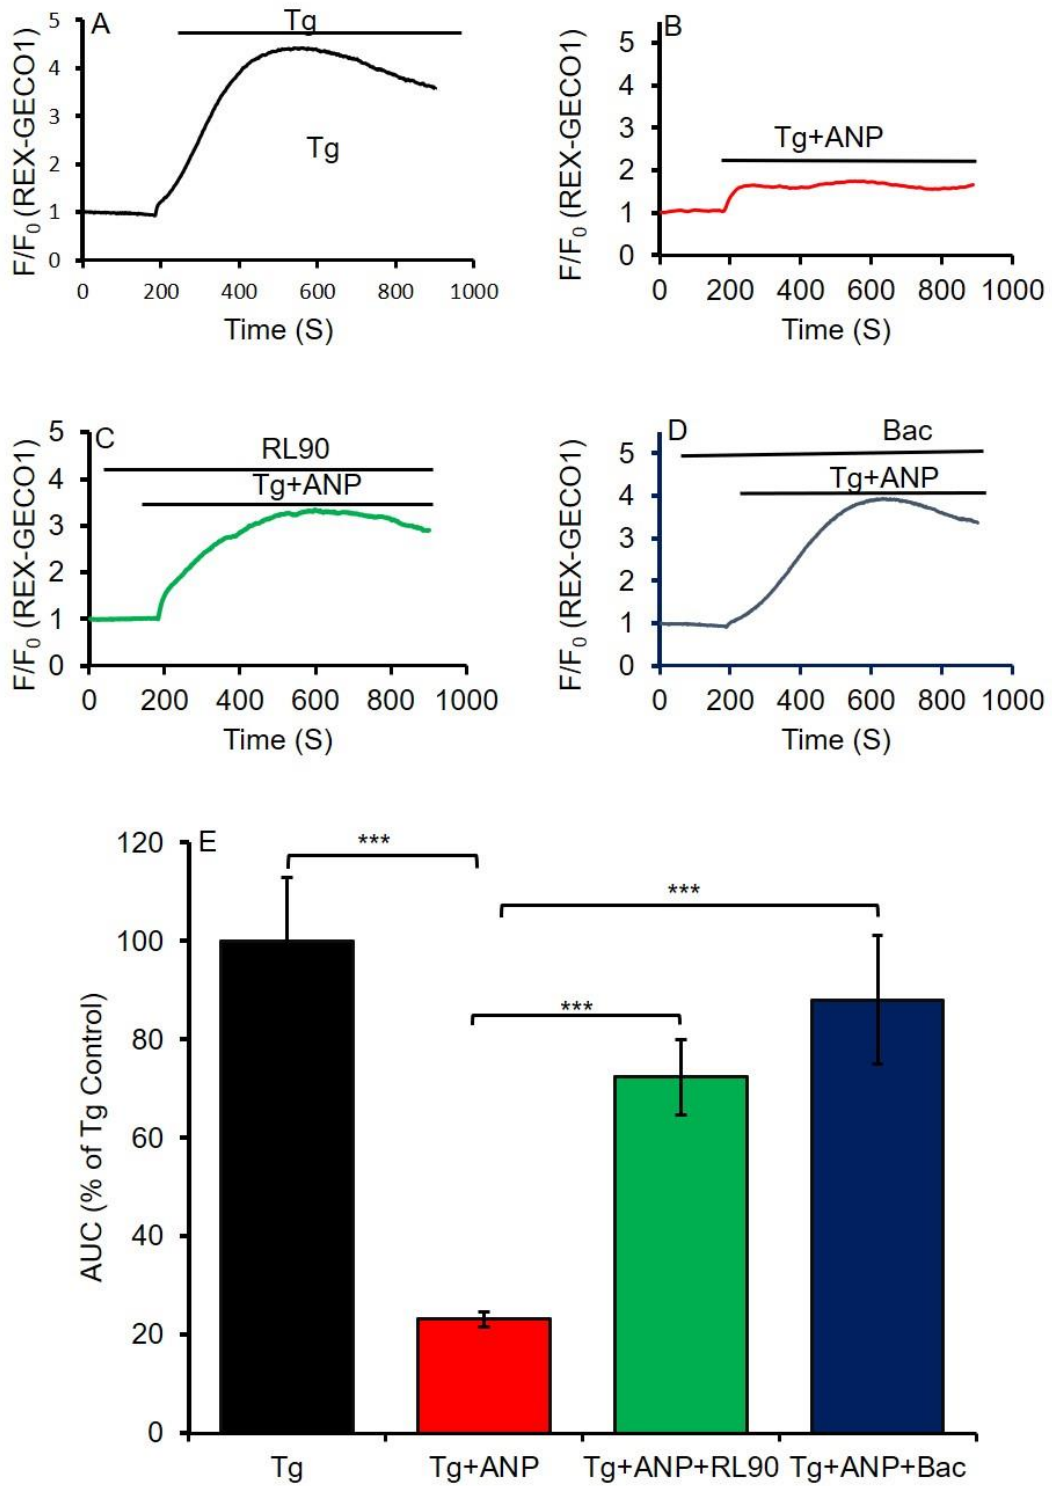 A
Tg
F/F0 (REX-GECO1)
5
4
3
2
1
0
Tg
0 200 400 600 800 1000
Time (S)
B
F/F0 (REX-GECO1)
5
4
3
2
1
0
Tg+ANP
0 200 400 600 800 1000
Time (S)
C
F/F0 (REX-GECO1)
5
4
3
2
1
0
RL90
Tg+ANP
0 200 400 600 800 1000
Time (S)
D
F/F0 (REX-GECO1)
5
4
3
2
1
0
Bac
Tg+ANP
0 200 400 600 800 1000
Time (S)
E
AUC (% of Tg Control)
120
100
80
60
40
20
0
***
***
***
Tg Tg+ANP Tg+ANP+RL90 Tg+ANP+Bac